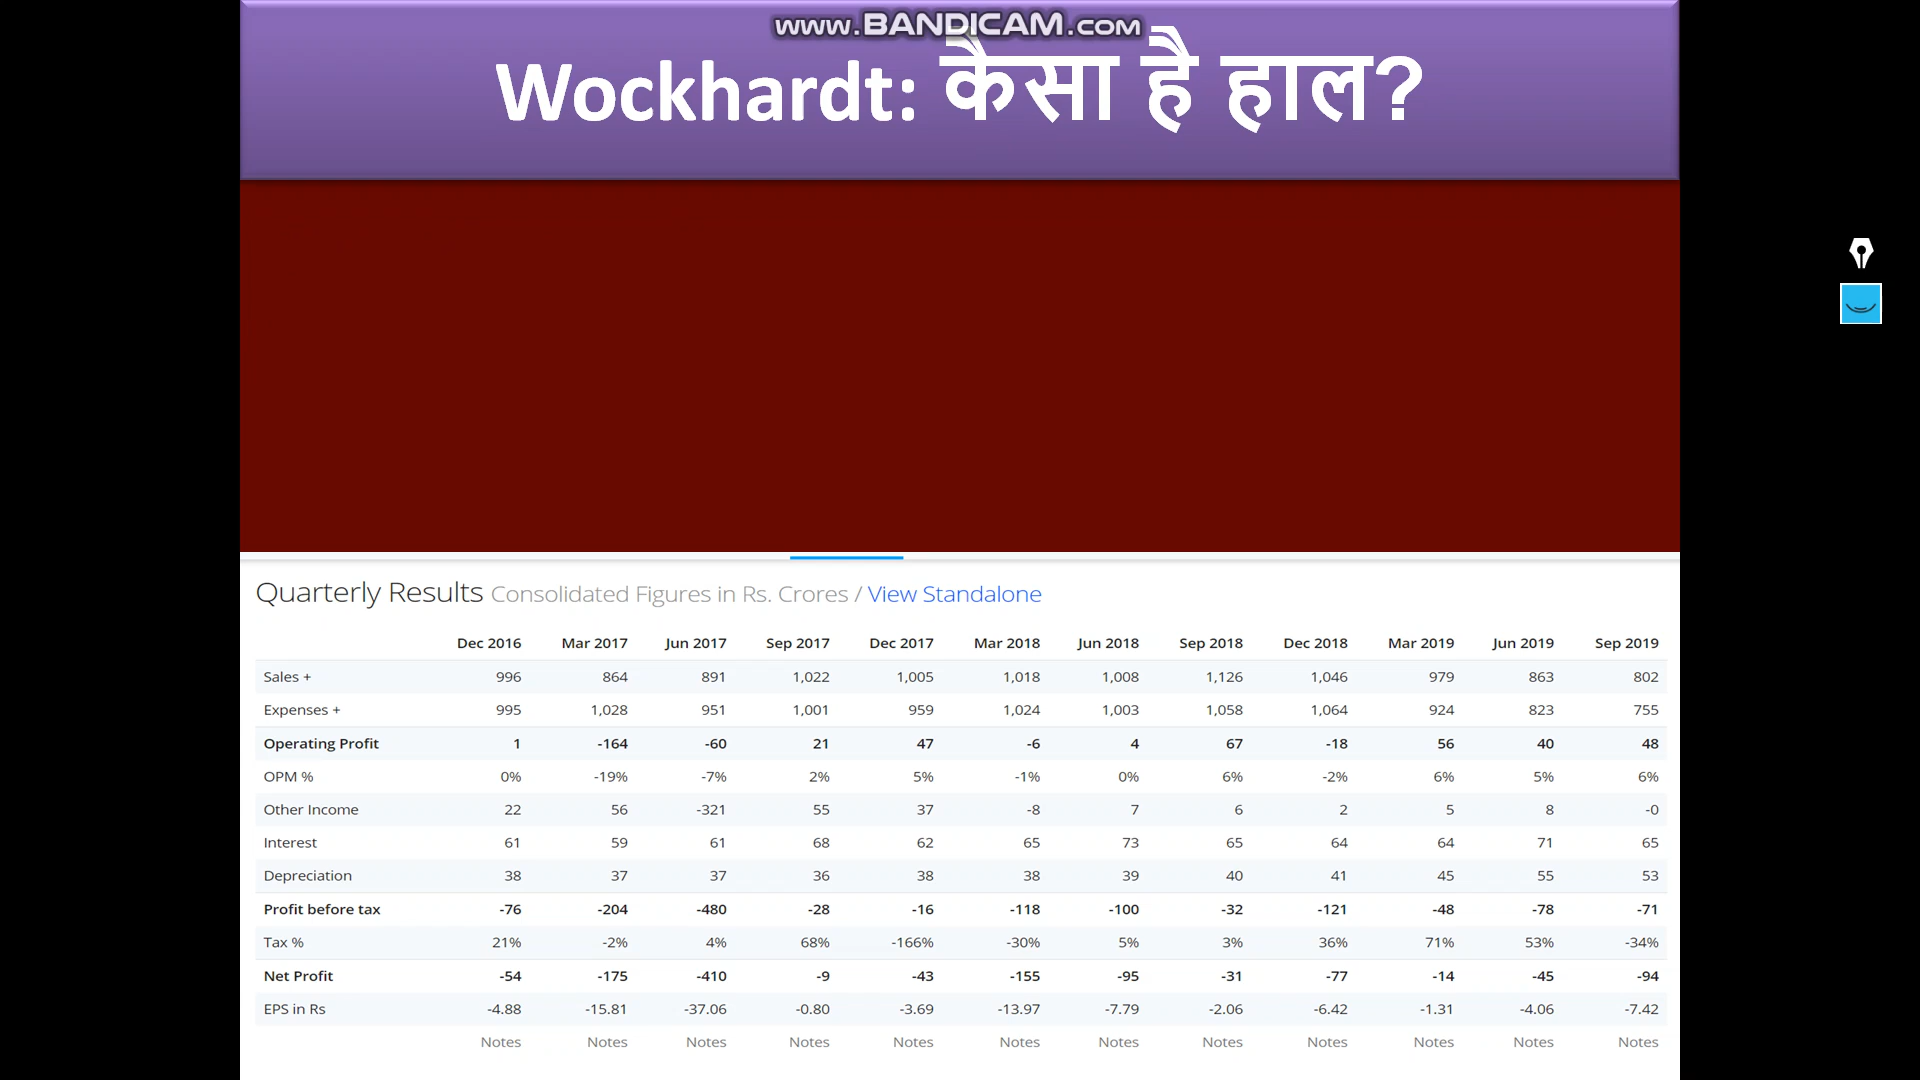 www.BANDICAM.com
Wockhardt: कैसा है हाल?
Quarterly Results Consolidated Figures in Rs. Crores / View Standalone
Dec 2016 Mar 2017 Jun 2017 Sep 2017 Dec 2017 Mar 2018 Jun 2018 Sep 2018 Dec 2018 Mar 2019 Jun 2019 Sep 2019
Sales + 996 864 891 1,022 1,005 1,018 1,008 1,126 1,046 979 863 802
Expenses + 995 1,028 951 1,001 959 1,024 1,003 1,058 1,064 924 823 755
Operating Profit 1 -164 -60 21 47 -6 4 67 -18 56 40 48
OPM % 0% -19% -7% 2% 5% -1% 0% 6% -2% 6% 5% 6%
Other Income 22 56 -321 55 37 -8 7 6 2 5 8 -0
Interest 61 59 61 68 62 65 73 65 64 64 71 65
Depreciation 38 37 37 36 38 38 39 40 41 45 55 53
Profit before tax -76 -204 -480 -28 -16 -118 -100 -32 -121 -48 -78 -71
Tax % 21% -2% 4% 68% -166% -30% 5% 3% 36% 71% 53% -34%
Net Profit -54 -175 -410 -9 -43 -155 -95 -31 -77 -14 -45 -94
EPS in Rs -4.88 -15.81 -37.06 -0.80 -3.69 -13.97 -7.79 -2.06 -6.42 -1.31 -4.06 -7.42
Notes Notes Notes Notes Notes Notes Notes Notes Notes Notes Notes Notes